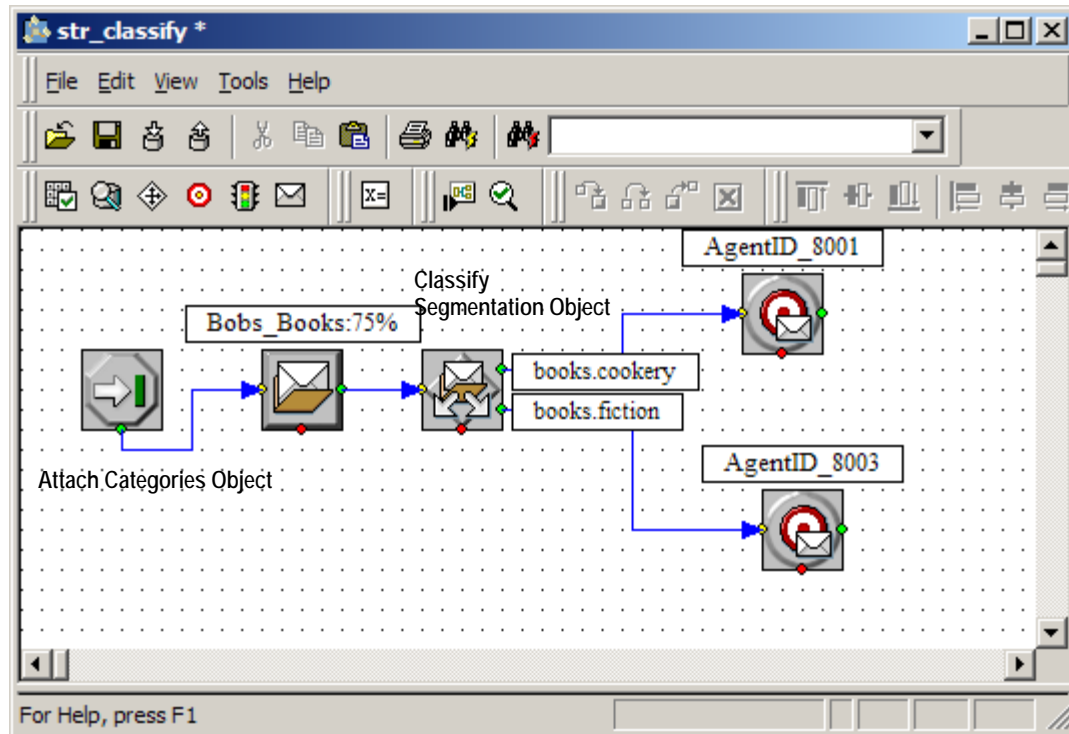 str_classify *
File Edit View Tools Help
X=
AgentID_8001
Classify
Segmentation Object
Bobs_Books:75%
books.cookery
books.fiction
AgentID_8003
Attach Categories Object
For Help, press F1